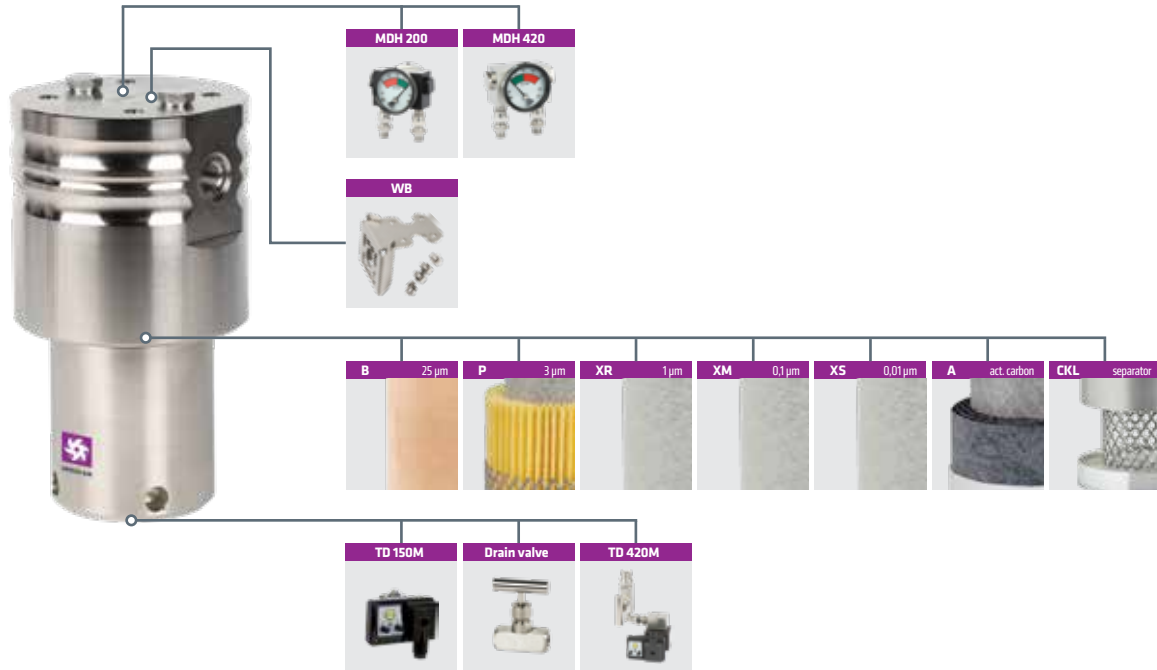 MDH 200 MDH 420
WB
B 25 µm P 3 µm XR 1 µm XM 0,1 µm XS 0,01 µm A act. carbon CKL separator
TD 150M Drain valve TD 420M